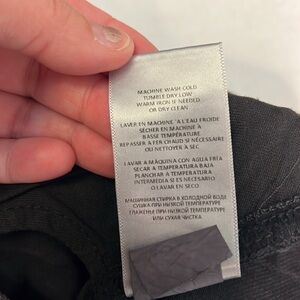 MACHINE WASH COLD
TUMBLE DRY LOW
WARM IRON IF NEEDED
OR DRY CLEAN
LAVER EN MACHINE 'A L'EAU FROIDE
SÉCHER EN MACHINE À
BASSE TEMPÉRATURE
REPASSER À FER CHAUD SI NÉCESSAIRE
OU NETTOYER À SEC
LAVAR A MÁQUINA CON AGUA FRÍA
SECAR A TEMPERATURA BAJA
PLANCHAR A TEMPERATURA
INTERMEDIA SI ES NECESARIO
O LAVAR EN SECO
МАШИННАЯ СТИРКА В ХОЛОДНОЙ ВОДЕ
СУШКА ПРИ НИЗКОЙ ТЕМПЕРАТУРЕ
ГЛАЖЕНЬЕ ПРИ НИЗКОЙ ТЕМПЕРАТУРЕ
ИЛИ СУХАЯ ЧИСТКА.